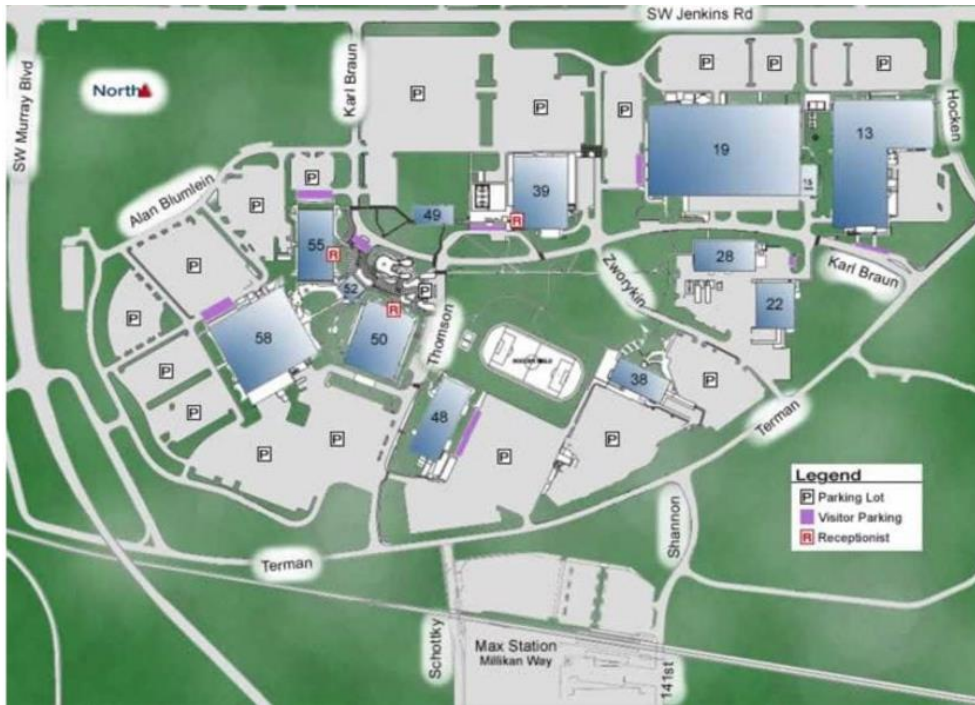 SW Jenkins Rd
SW Murray Blvd
North
Karl Braun
Hocken
P
P
P
P
P
P
13
19
39
P
Alan Blumlein
P
49
R
55
R
P
28
Zworykin
Karl Braun
52
P
22
R
P
58
50
Thomson
SOCCER FIELD
P
38
P
P
48
Terman
P
P
P
P
Legend
P Parking Lot
Visitor Parking
R Receptionist
Shannon
Terman
Schottky
Max Station
Millikan Way
141st